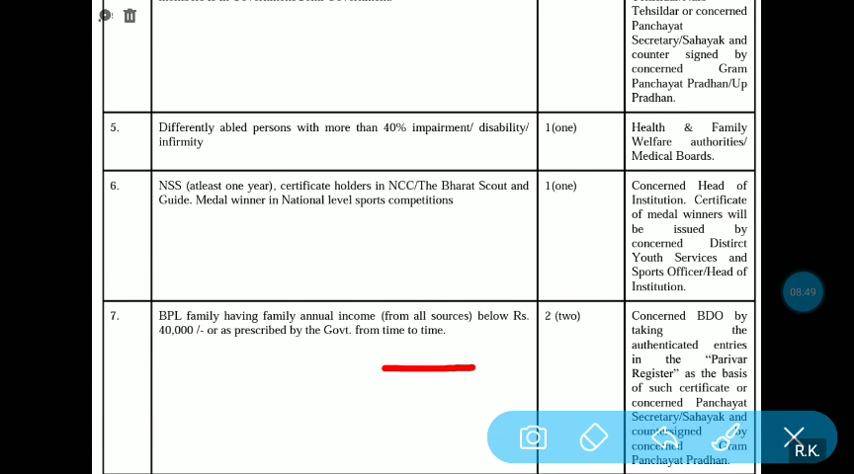 Tehsildar or concerned
Panchayat
Secretary/Sahayak and
counter signed by
concerned Gram
Panchayat Pradhan/Up
Pradhan.
5.
Differently abled persons with more than 40% impairment/ disability/
infirmity
1(one)
Health & Family
Welfare authorities/
Medical Boards.
6.
NSS (atleast one year), certificate holders in NCC/The Bharat Scout and
Guide. Medal winner in National level sports competitions
1(one)
Concerned Head of
Institution. Certificate
of medal winners will
be issued by
concerned Distirct
Youth Services and
Sports Officer/Head of
Institution.
7.
BPL family having family annual income (from all sources) below Rs.
40,000 /- or as prescribed by the Govt. from time to time.
2 (two)
Concerned BDO by
taking the
authenticated entries
in the “Parivar
Register” as the basis
of such certificate or
concerned Panchayat
Secretary/Sahayak and
countersigned by
concerned Gram
Panchayat Pradhan.
08:49
R.K.